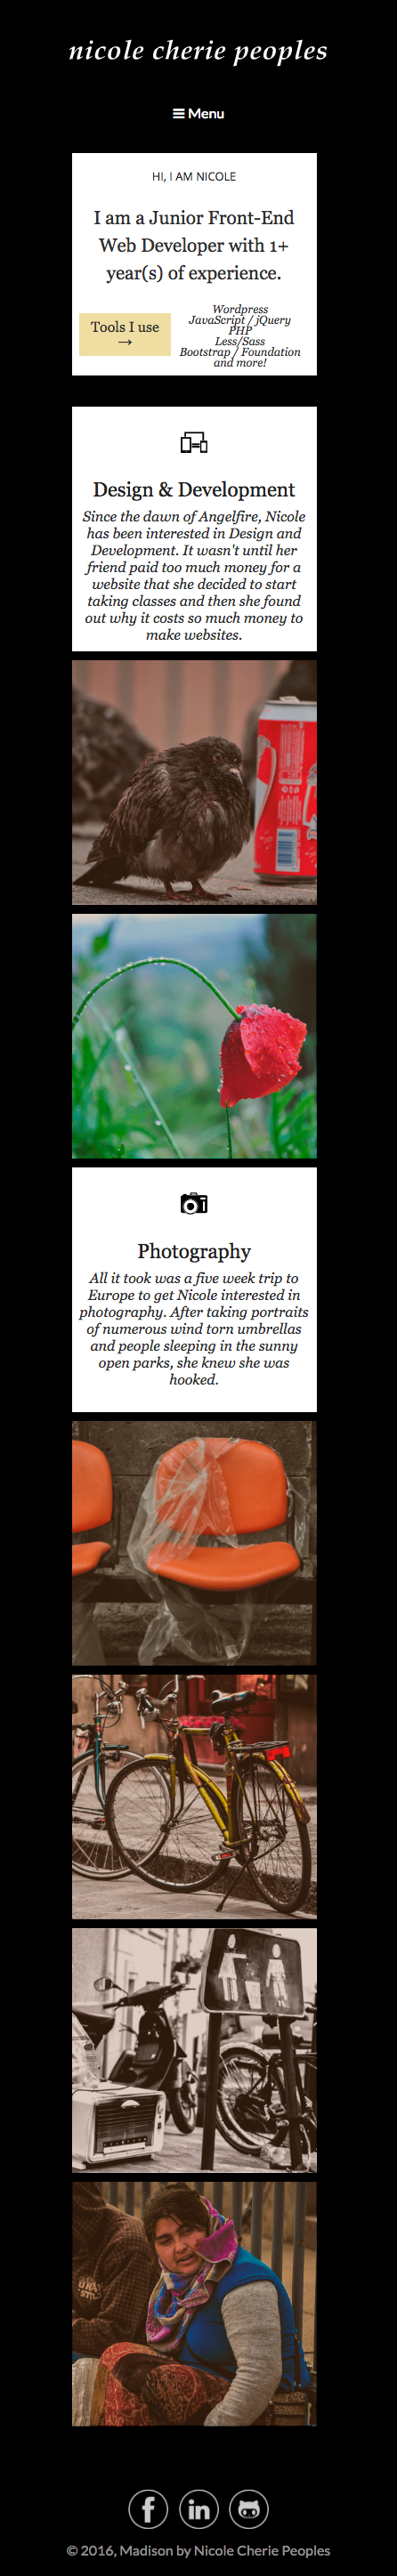 nicole cherie peoples
Menu
HI, I AM NICOLE
I am a Junior Front-End
Web Developer with 1+
year(s) of experience.
Tools I use
→
Wordpress
JavaScript / jQuery
PHP
Less/Sass
Bootstrap / Foundation
and more!
Design & Development
Since the dawn of Angelfire, Nicole
has been interested in Design and
Development. It wasn't until her
friend paid too much money for a
website that she decided to start
taking classes and then she found
out why it costs so much money to
make websites.
Photography
All it took was a five week trip to
Europe to get Nicole interested in
photography. After taking portraits
of numerous wind torn umbrellas
and people sleeping in the sunny
open parks, she knew she was
hooked.
© 2016, Madison by Nicole Cherie Peoples